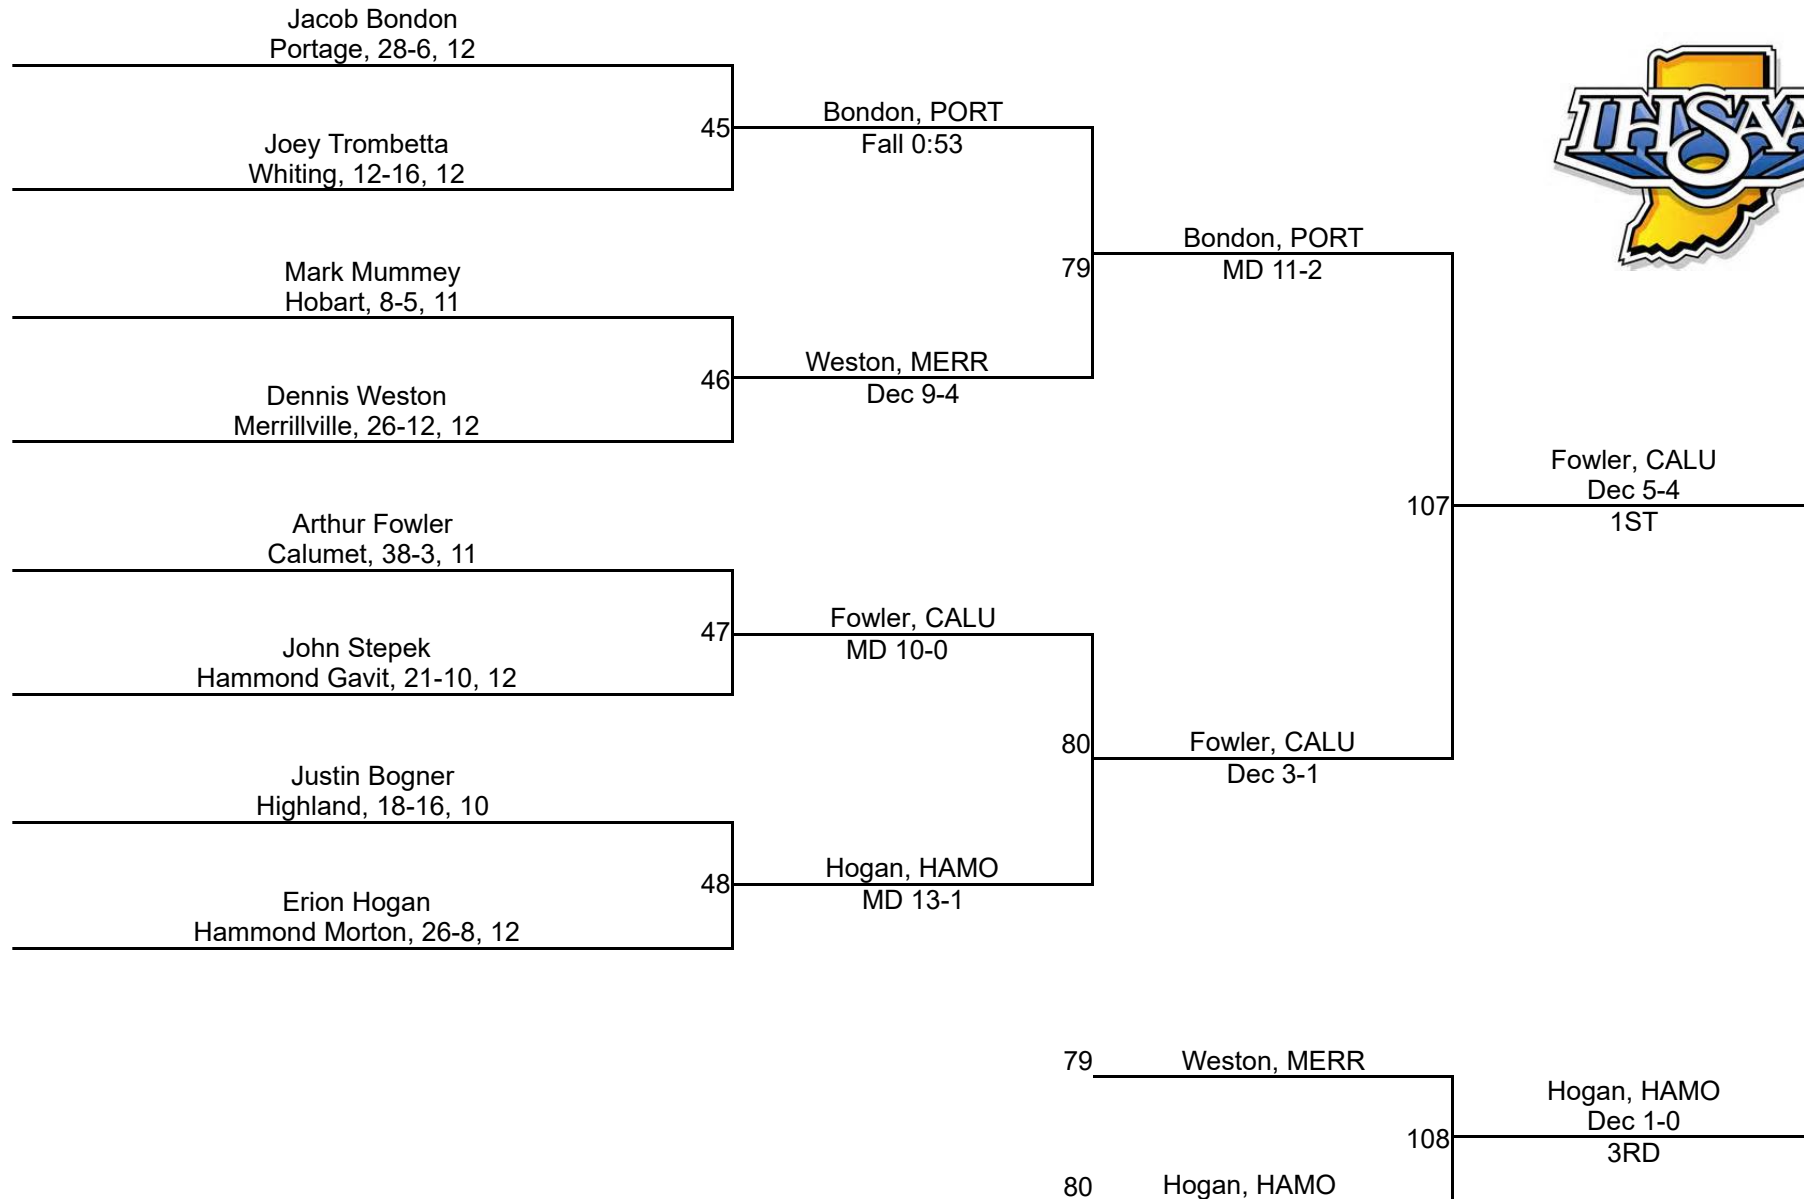 Jacob Bondon
Portage, 28-6, 12
45
Joey Trombetta
Whiting, 12-16, 12
Bondon, PORT
Fall 0:53
Mark Mummey
Hobart, 8-5, 11
46
Dennis Weston
Merrillville, 26-12, 12
Weston, MERR
Dec 9-4
79
Bondon, PORT
MD 11-2
IHSAA
Arthur Fowler
Calumet, 38-3, 11
47
John Stepek
Hammond Gavit, 21-10, 12
Fowler, CALU
MD 10-0
Justin Bogner
Highland, 18-16, 10
48
Erion Hogan
Hammond Morton, 26-8, 12
Hogan, HAMO
MD 13-1
80
Fowler, CALU
Dec 3-1
107
Fowler, CALU
Dec 5-4
1ST
79
Weston, MERR
108
80
Hogan, HAMO
Hogan, HAMO
Dec 1-0
3RD